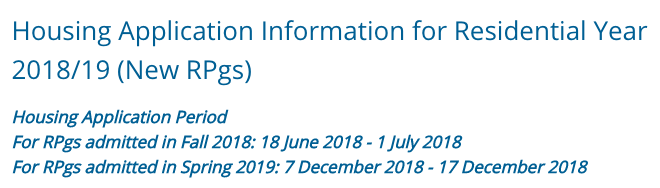 Housing Application Information for Residential Year
2018/19 (New RPgs)
Housing Application Period
For RPgs admitted in Fall 2018: 18 June 2018 - 1 July 2018
For RPgs admitted in Spring 2019: 7 December 2018 - 17 December 2018